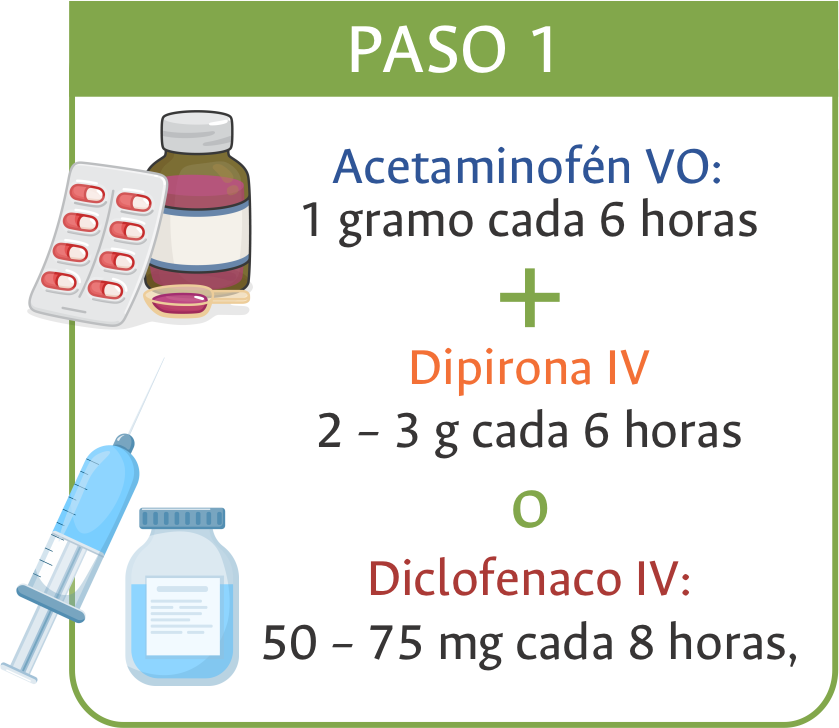 PASO 1
Acetaminofén VO:
1 gramo cada 6 horas
+
Dipirona IV
2 – 3 g cada 6 horas
o
Diclofenaco IV:
50 – 75 mg cada 8 horas,